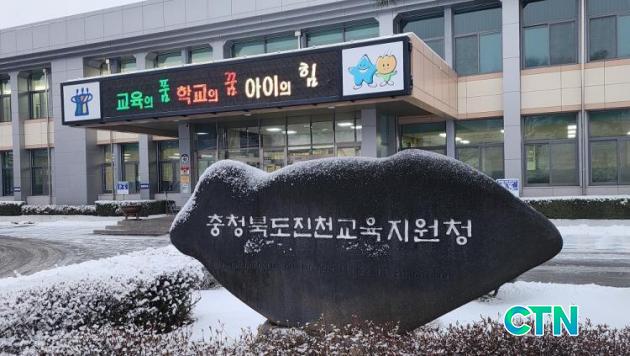 교육의 품 학교의 꿈 아이의 힘
충청북도진천교육지원청
CTN